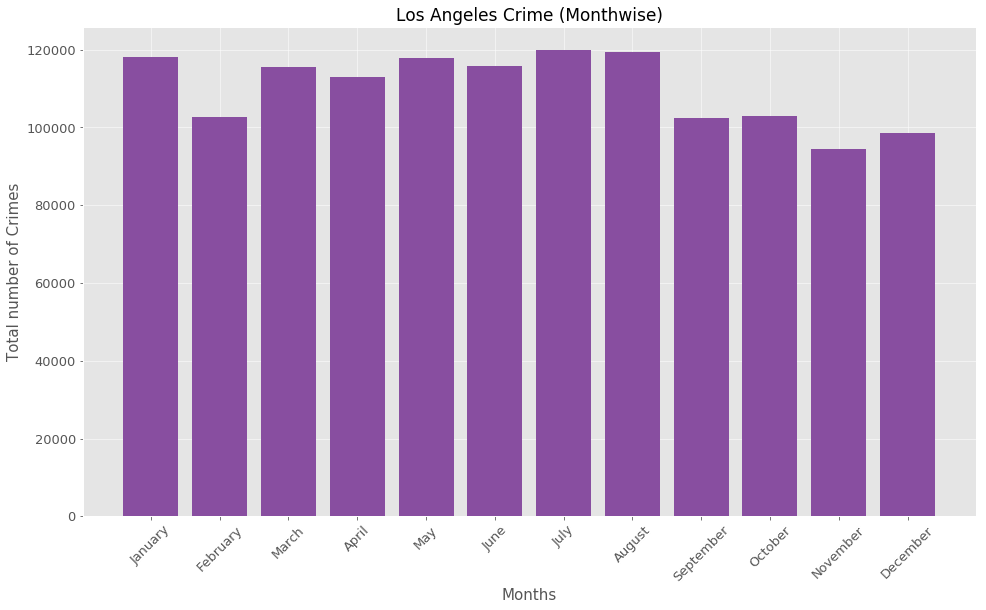 Los Angeles Crime (Monthwise)
Total number of Crimes
120000
100000
80000
60000
40000
20000
0
January
February
March
April
May
June
July
August
September
October
November
December
Months